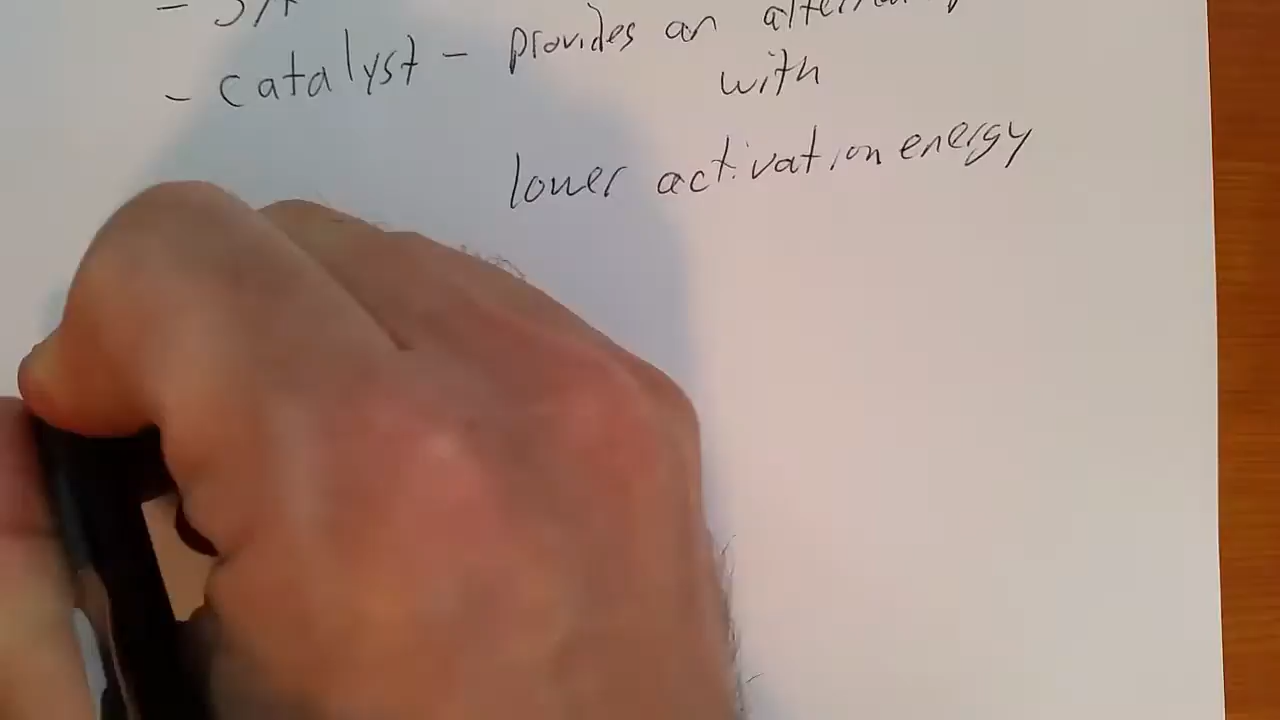 - catalyst - provides an
with
lower activation energy